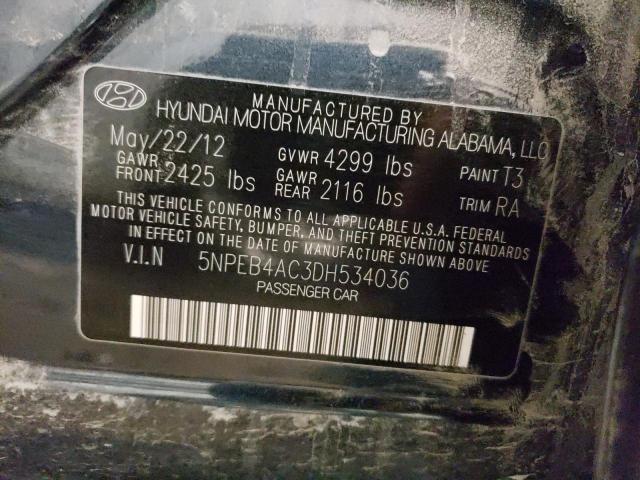 MANUFACTURED BY
HYUNDAI MOTOR MANUFACTURING ALABAMA, LLC
May/22/12 GVWR 4299 lbs PAINT T3
GAWR FRONT 2425 lbs GAWR REAR 2116 lbs TRIM RA
THIS VEHICLE CONFORMS TO ALL APPLICABLE U.S.A. FEDERAL
MOTOR VEHICLE SAFETY, BUMPER, AND THEFT PREVENTION STANDARDS
IN EFFECT ON THE DATE OF MANUFACTURE SHOWN ABOVE.
V.I.N 5NPEB4AC3DH534036
PASSENGER CAR